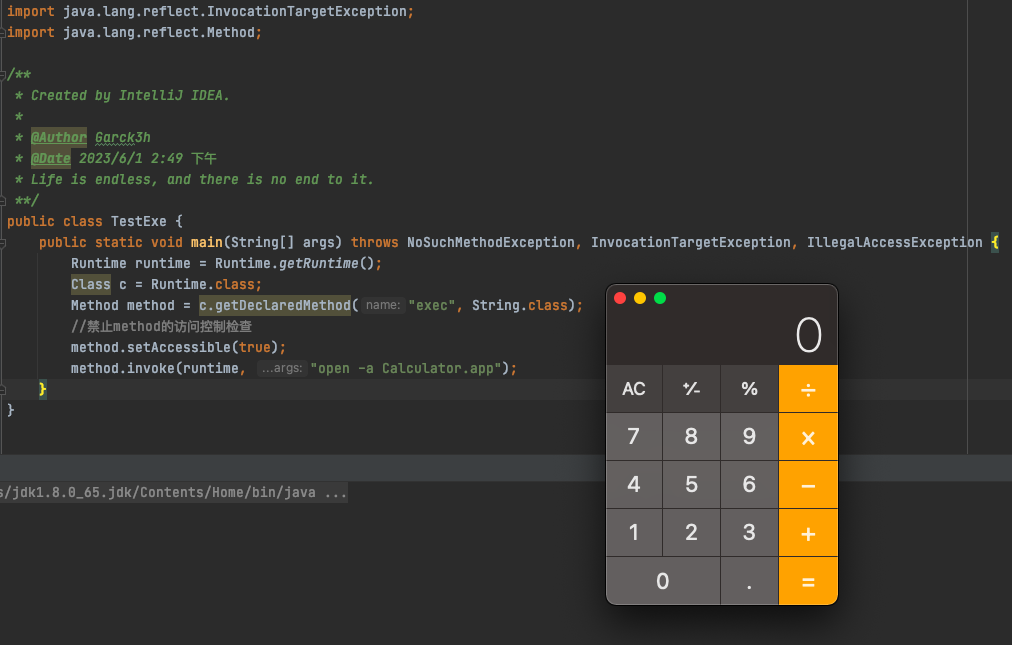 import java.lang.reflect.InvocationTargetException;
import java.lang.reflect.Method;
/**
* Created by IntelliJ IDEA.
*
* @Author Garck3h
* @Date 2023/6/1 2:49 下午
* Life is endless, and there is no end to it.
**/
public class TestExe {
public static void main(String[] args) throws NoSuchMethodException, InvocationTargetException, IllegalAccessException {
Runtime runtime = Runtime.getRuntime();
Class c = Runtime.class;
Method method = c.getDeclaredMethod( name: "exec", String.class);
//禁止method的访问控制检查
method.setAccessible(true);
method.invoke(runtime, ...args: "open -a Calculator.app");
}
}
s/jdk1.8.0_65.jdk/Contents/Home/bin/java ...
0
AC +/- % ÷
7 8 9 ×
4 5 6 −
1 2 3 +
0 . =